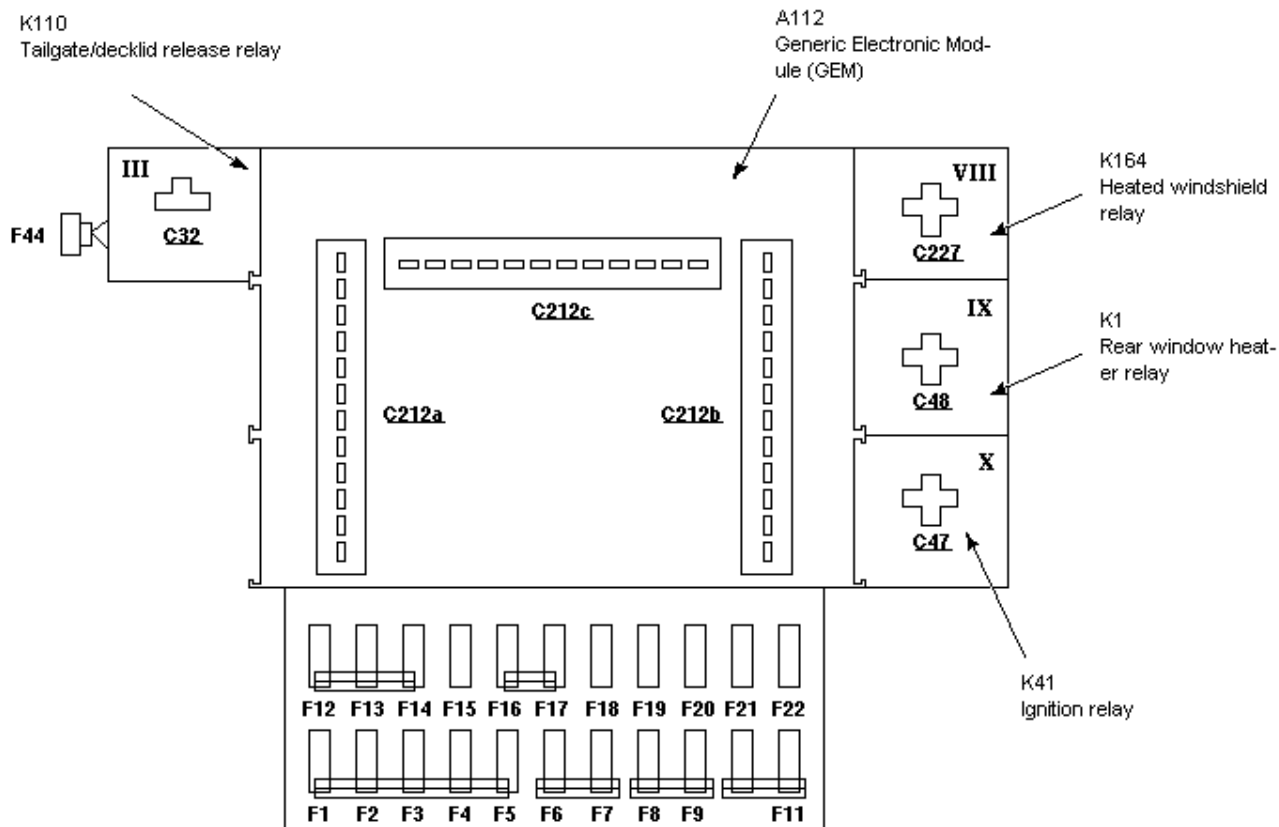 K110
Tailgate/decklid release relay
A112
Generic Electronic Mod-
ule (GEM)
III
VIII
K164
Heated windshield
relay
F44
C32
C227
C212c
IX
K1
Rear window heat-
er relay
C212a
C212b
C48
X
C47
K41
Ignition relay
F12 F13 F14 F15 F16 F17 F18 F19 F20 F21 F22
F1 F2 F3 F4 F5 F6 F7 F8 F9 F11